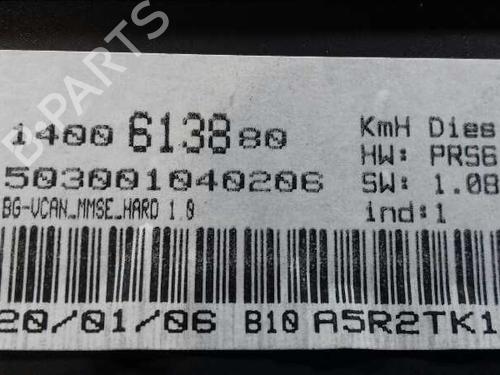 1400 613880 KmH Dies
HW: PRS6
503001040206 SW: 1.08
BG-VCAN_MMSE_HARD 1.0 ind:1
20/01/06 B10 A5R2TK1
B-PARTS